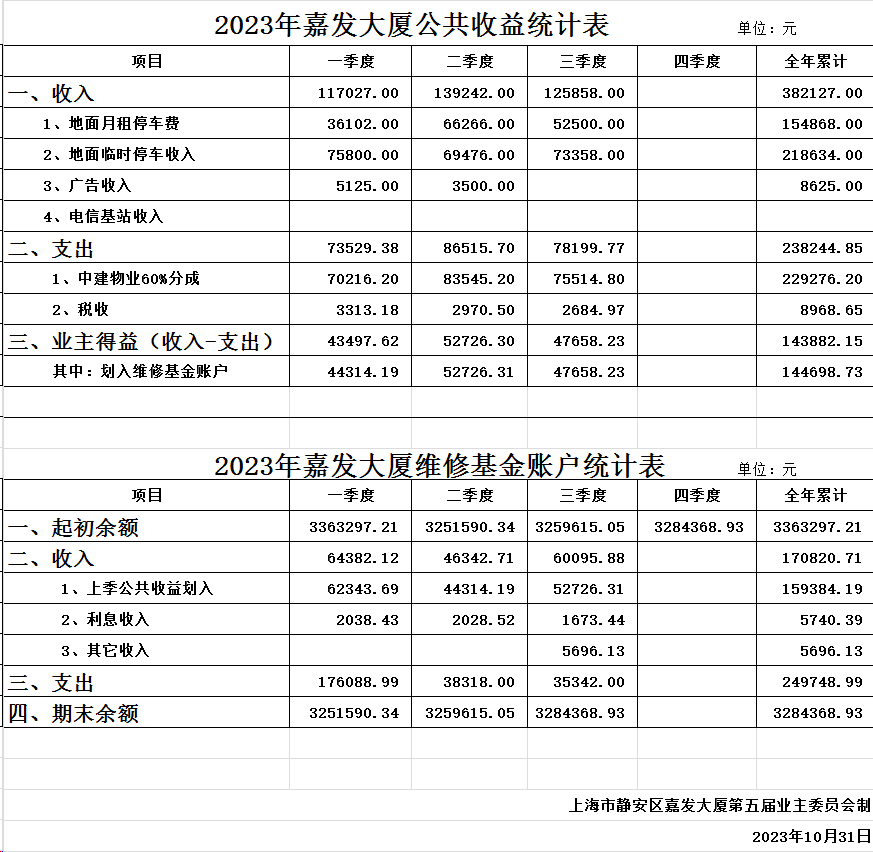 2023年嘉发大厦公共收益统计表 单位：元
项目 一季度 二季度 三季度 四季度 全年累计
一、收入 117027.00 139242.00 125858.00 382127.00
1、地面月租停车费 36102.00 66266.00 52500.00 154868.00
2、地面临时停车收入 75800.00 69476.00 73358.00 218634.00
3、广告收入 5125.00 3500.00 8625.00
4、电信基站收入
二、支出 73529.38 86515.70 78199.77 238244.85
1、中建物业60%分成 70216.20 83545.20 75514.80 229276.20
2、税收 3313.18 2970.50 2684.97 8968.65
三、业主得益（收入-支出） 43497.62 52726.30 47658.23 143882.15
其中：划入维修基金账户 44314.19 52726.31 47658.23 144698.73
2023年嘉发大厦维修基金账户统计表 单位：元
项目 一季度 二季度 三季度 四季度 全年累计
一、起初余额 3363297.21 3251590.34 3259615.05 3284368.93 3363297.21
二、收入 64382.12 46342.71 60095.88 170820.71
1、上季公共收益划入 62343.69 44314.19 52726.31 159384.19
2、利息收入 2038.43 2028.52 1673.44 5740.39
3、其它收入 5696.13 5696.13
三、支出 176088.99 38318.00 35342.00 249748.99
四、期末余额 3251590.34 3259615.05 3284368.93 3284368.93
上海市静安区嘉发大厦第五届业主委员会制
2023年10月31日